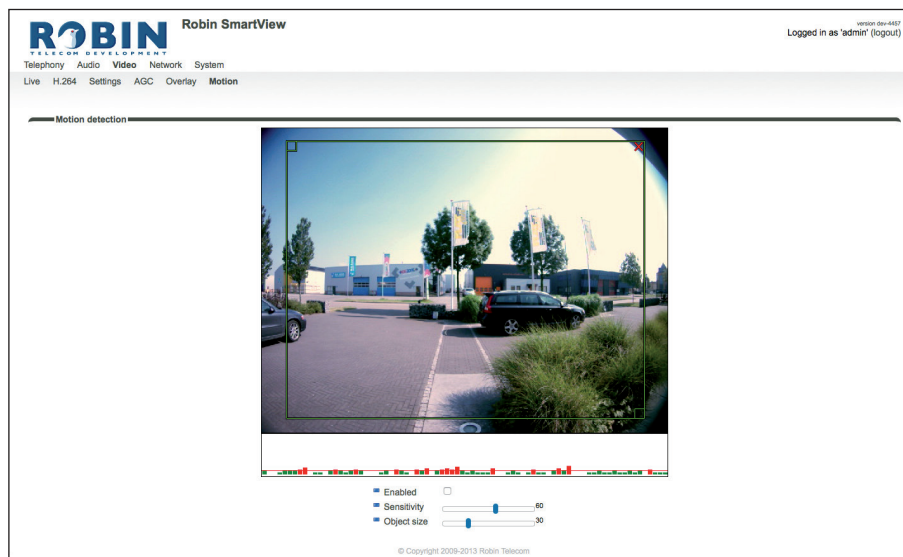 ROBIN
TELECOM DEVELOPMENT
Robin SmartView
version dev-4457
Logged in as 'admin' (logout)
Telephony Audio Video Network System
Live H.264 Settings AGC Overlay Motion
Motion detection
Enabled
Sensitivity 60
Object size 30
© Copyright 2009-2013 Robin Telecom